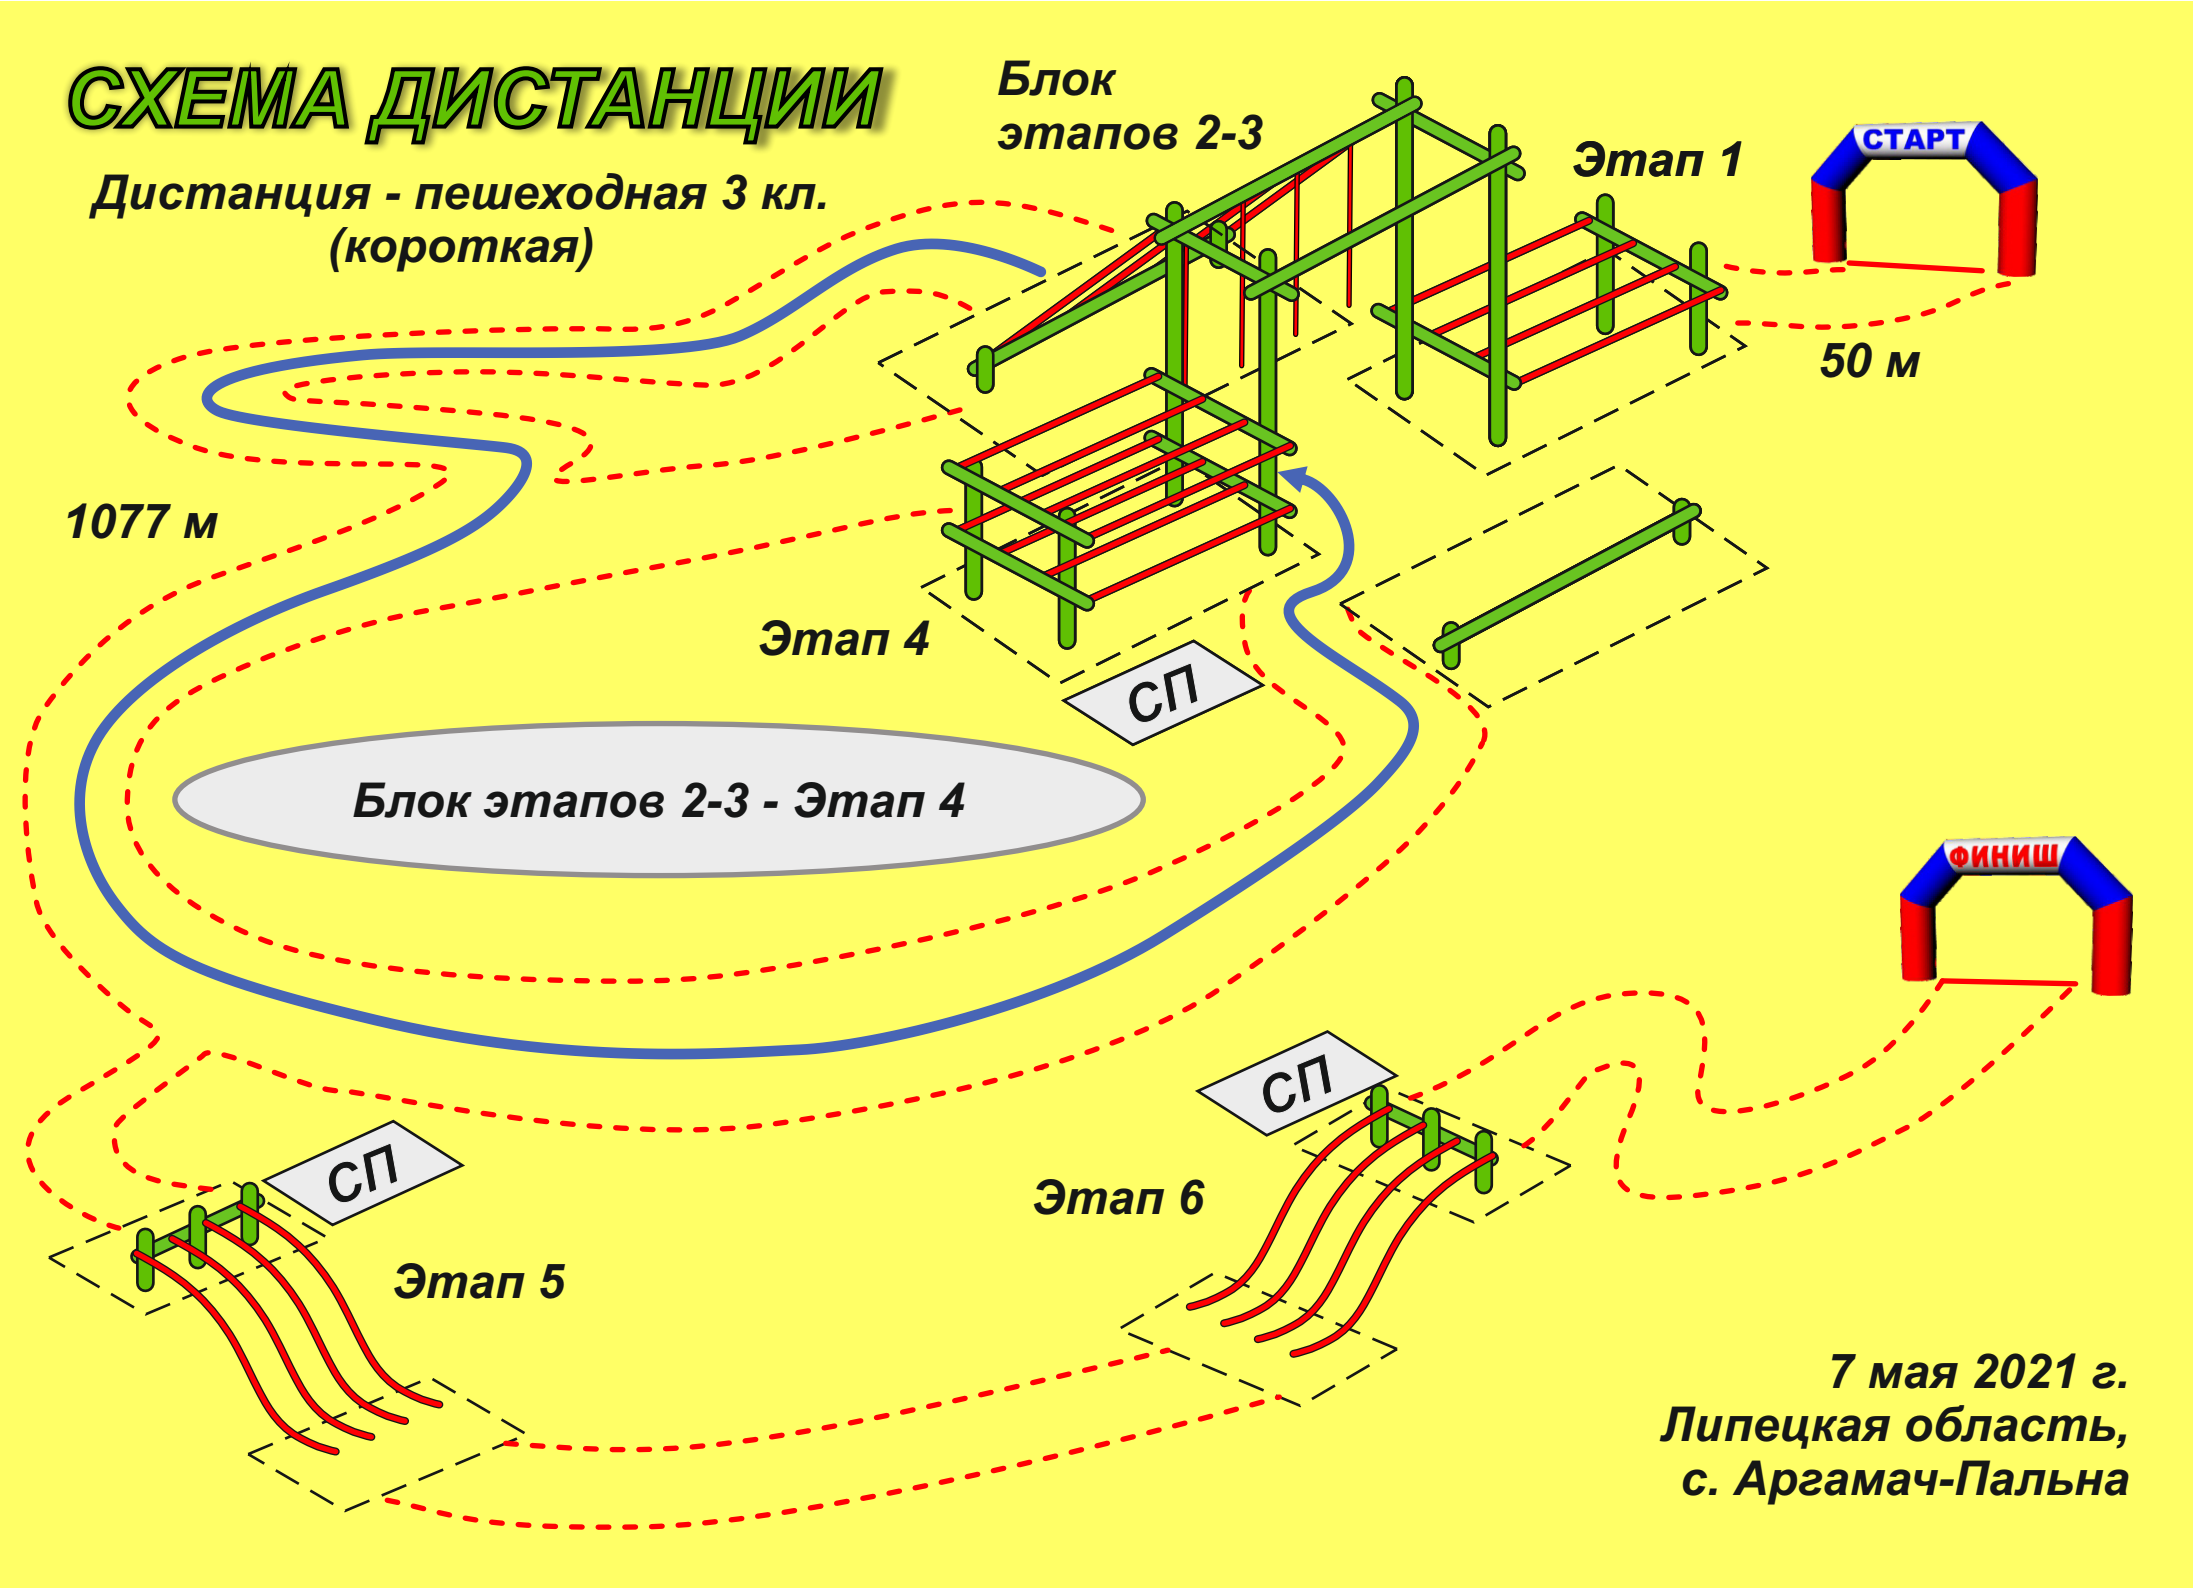 СХЕМА ДИСТАНЦИИ
Дистанция - пешеходная 3 кл.
(короткая)
Блок
этапов 2-3
Этап 1
СТАРТ
50 м
1077 м
Этап 4
СП
Блок этапов 2-3 - Этап 4
ФИНИШ
СП
СП
Этап 6
Этап 5
7 мая 2021 г.
Липецкая область,
с. Аргамач-Пальна